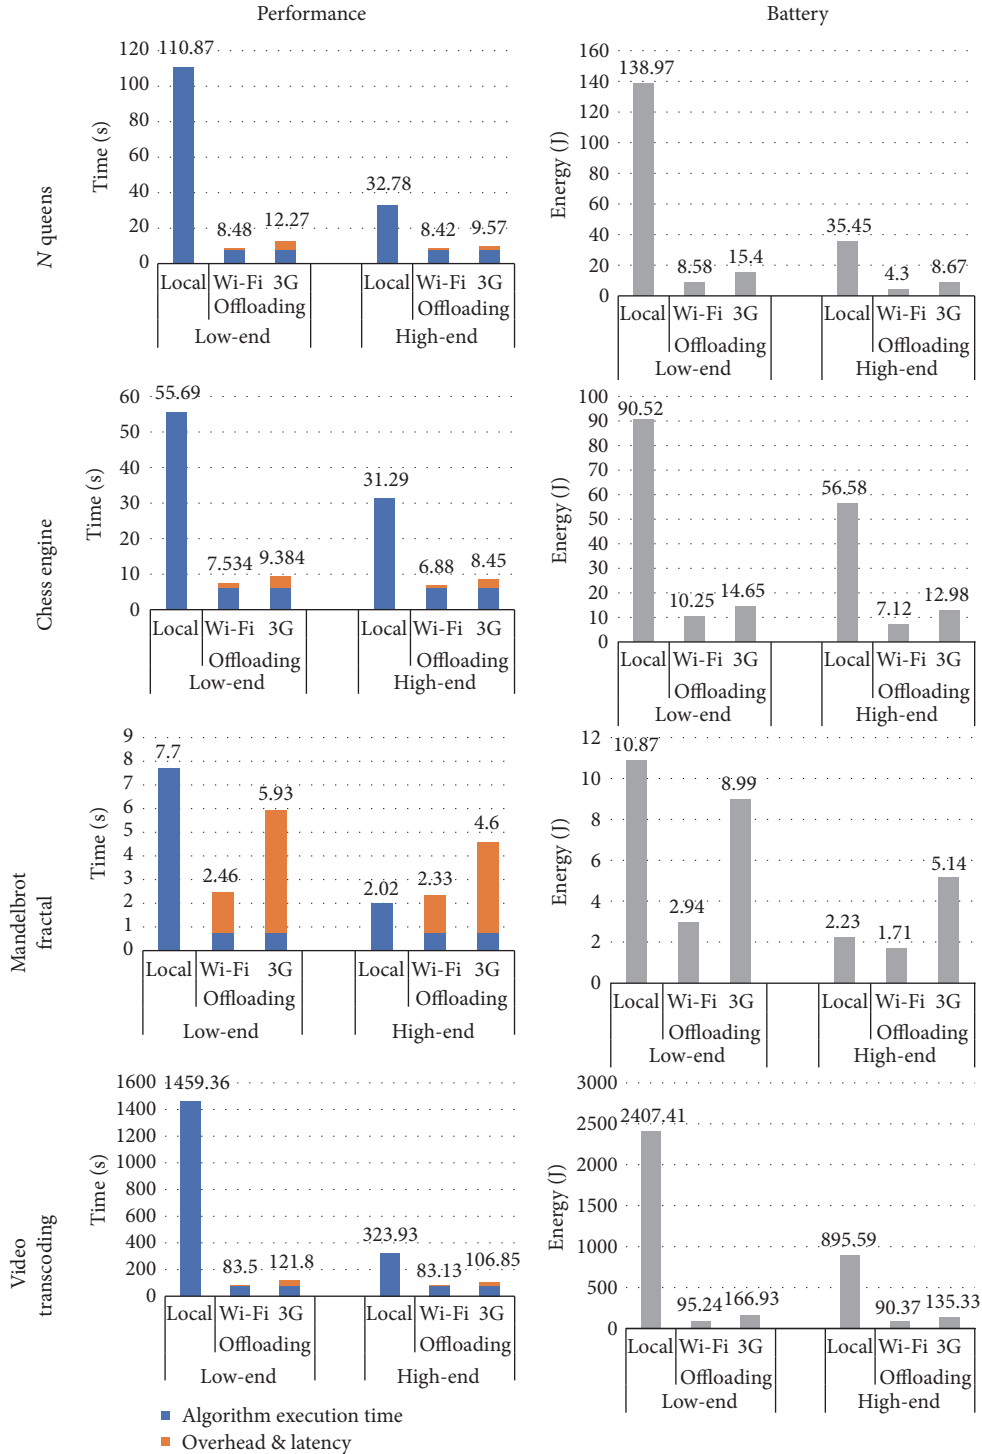 Performance
Battery
N queens
Time (s)
120
100
80
60
40
20
0
110.87
8.48
12.27
32.78
8.42
9.57
Local Wi-Fi 3G Local Wi-Fi 3G
Offloading Offloading
Low-end High-end
Energy (J)
160
140
120
100
80
60
40
20
0
138.97
8.58
15.4
35.45
4.3
8.67
Local Wi-Fi 3G Local Wi-Fi 3G
Offloading Offloading
Low-end High-end
Chess engine
Time (s)
60
50
40
30
20
10
0
55.69
7.534
9.384
31.29
6.88
8.45
Local Wi-Fi 3G Local Wi-Fi 3G
Offloading Offloading
Low-end High-end
Energy (J)
100
90
80
70
60
50
40
30
20
10
0
90.52
10.25
14.65
56.58
7.12
12.98
Local Wi-Fi 3G Local Wi-Fi 3G
Offloading Offloading
Low-end High-end
Mandelbrot
fractal
Time (s)
9
8
7
6
5
4
3
2
1
0
7.7
2.46
5.93
2.02
2.33
4.6
Local Wi-Fi 3G Local Wi-Fi 3G
Offloading Offloading
Low-end High-end
Energy (J)
12
10
8
6
4
2
0
10.87
2.94
8.99
2.23
1.71
5.14
Local Wi-Fi 3G Local Wi-Fi 3G
Offloading Offloading
Low-end High-end
Video
transcoding
Time (s)
1600
1400
1200
1000
800
600
400
200
0
1459.36
83.5
121.8
323.93
83.13
106.85
Local Wi-Fi 3G Local Wi-Fi 3G
Offloading Offloading
Low-end High-end
Energy (J)
3000
2500
2000
1500
1000
500
0
2407.41
95.24
166.93
895.59
90.37
135.33
Local Wi-Fi 3G Local Wi-Fi 3G
Offloading Offloading
Low-end High-end
Algorithm execution time
Overhead & latency